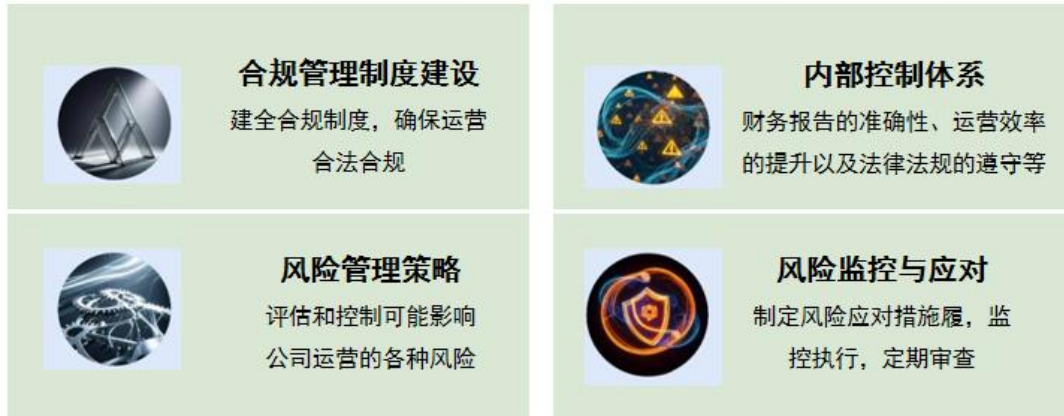 合规管理制度建设
建全合规制度，确保运营
合法合规
内部控制体系
财务报告的准确性、运营效率
的提升以及法律法规的遵守等
风险管理策略
评估和控制可能影响
公司运营的各种风险
风险监控与应对
制定风险应对措施履，监
控执行，定期审查